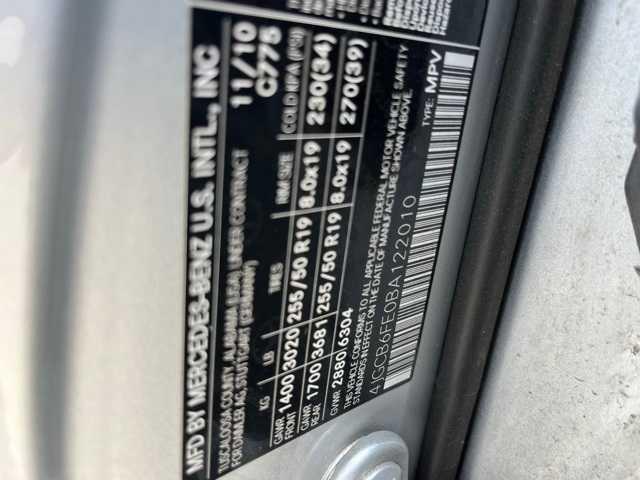 MFD BY MERCEDES-BENZ U.S. INTL., INC
TUSCALOOSA COUNTY, ALABAMA (USA) UNDER CONTRACT 11/10
FOR DAIMLER AG, STUTTGART (GERMANY) C775
KG LB TIRES RIM SIZE COLD KPA (PSI)
GAWR FRONT 1400 3020 255/50 R19 8.0x19 230(34)
GAWR REAR 1700 3681 255/50 R19 8.0x19 270(39)
GVWR 2880 6304
THIS VEHICLE CONFORMS TO ALL APPLICABLE FEDERAL MOTOR VEHICLE SAFETY
STANDARDS IN EFFECT ON THE DATE OF MANUFACTURE SHOWN ABOVE.
4JGCB6FE0BA122010 TYPE: MPV